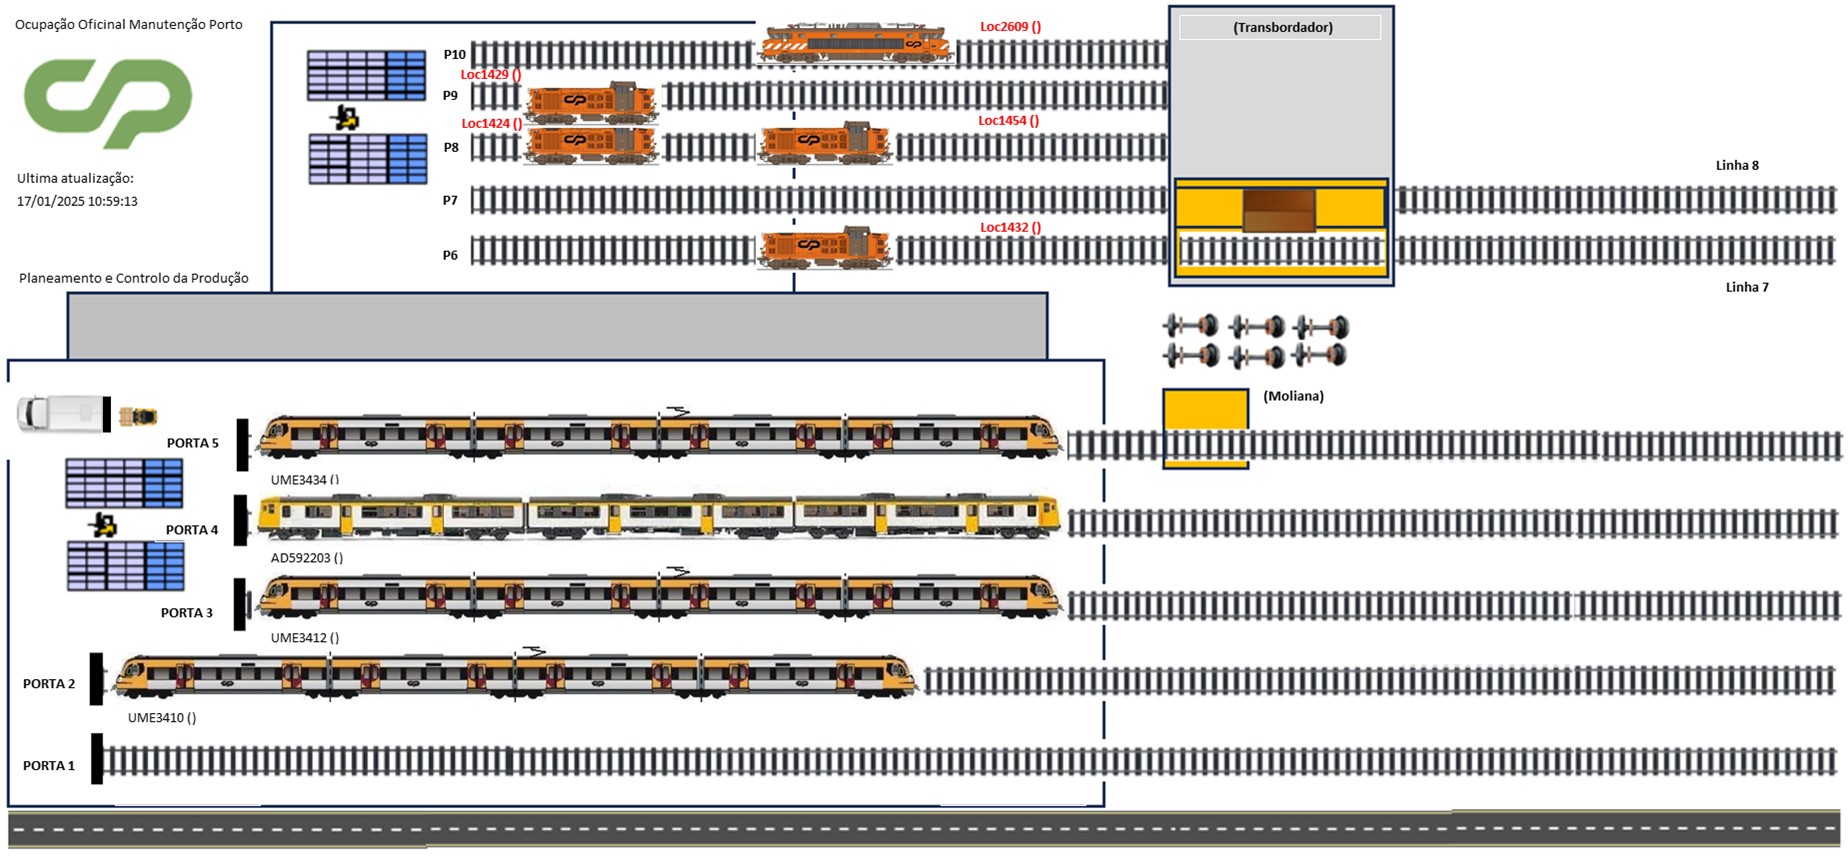 Ocupação Oficinal Manutenção Porto
Ultima atualização:
17/01/2025 10:59:13
Planeamento e Controlo da Produção
P10
Loc2609 ()
(Transbordador)
Loc1429 ()
P9
Loc1424 ()
Loc1454 ()
P8
Linha 8
P7
Loc1432 ()
P6
Linha 7
(Moliana)
PORTA 5
UME3434 ()
PORTA 4
AD592203 ()
PORTA 3
UME3412 ()
PORTA 2
UME3410 ()
PORTA 1